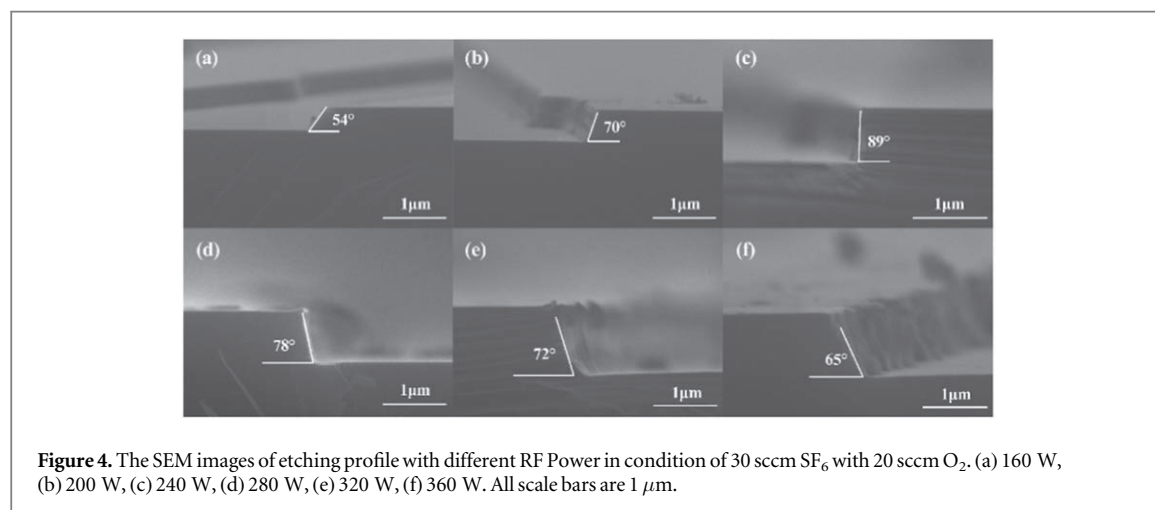 (a)
54°
1μm
(b)
70°
1μm
(c)
89°
1μm
(d)
78°
1μm
(e)
72°
1μm
(f)
65°
1μm
Figure 4. The SEM images of etching profile with different RF Power in condition of 30 sccm SF₆ with 20 sccm O₂. (a) 160 W,
(b) 200 W, (c) 240 W, (d) 280 W, (e) 320 W, (f) 360 W. All scale bars are 1 μm.